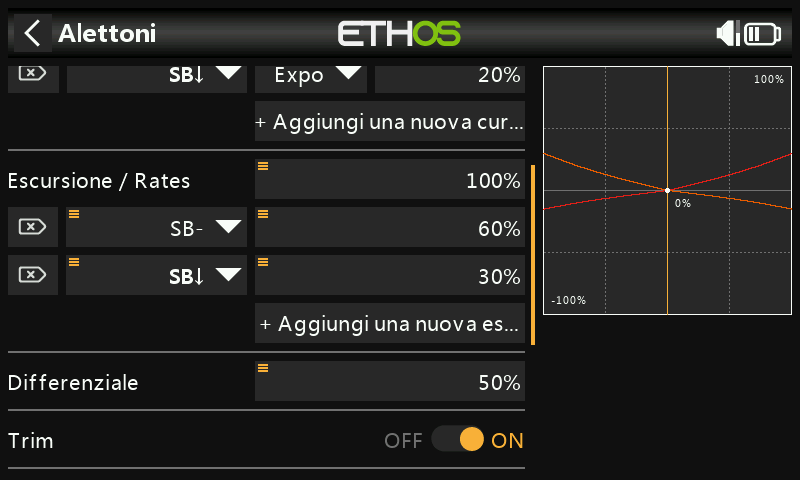 Alettoni
ETHOS
SB↓ Expo 20%
+ Aggiungi una nuova cur...
Escursione / Rates 100%
SB- 60%
SB↓ 30%
+ Aggiungi una nuova es...
Differenziale 50%
Trim OFF ON
100%
0%
-100%